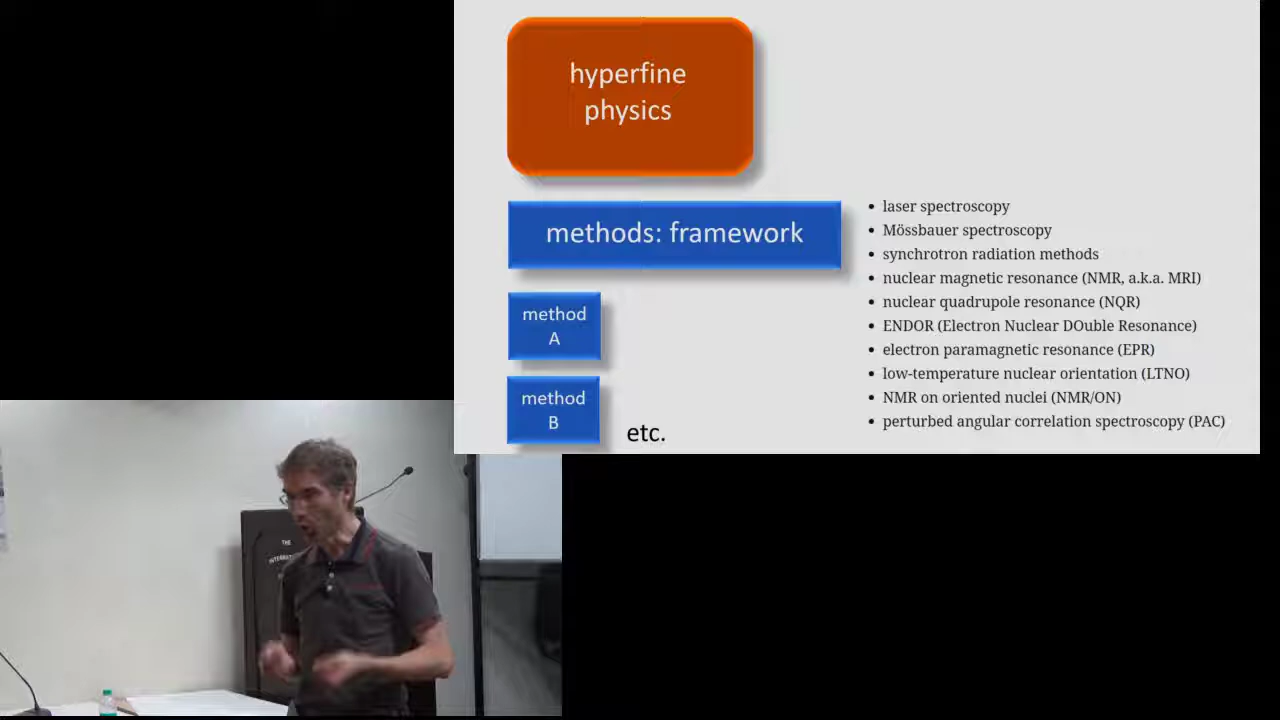 hyperfine
physics
methods: framework
• laser spectroscopy
• Mössbauer spectroscopy
• synchrotron radiation methods
• nuclear magnetic resonance (NMR, a.k.a. MRI)
• nuclear quadrupole resonance (NQR)
• ENDOR (Electron Nuclear DOuble Resonance)
• electron paramagnetic resonance (EPR)
• low-temperature nuclear orientation (LTNO)
• NMR on oriented nuclei (NMR/ON)
• perturbed angular correlation spectroscopy (PAC)
method
A
method
B
etc.
THE